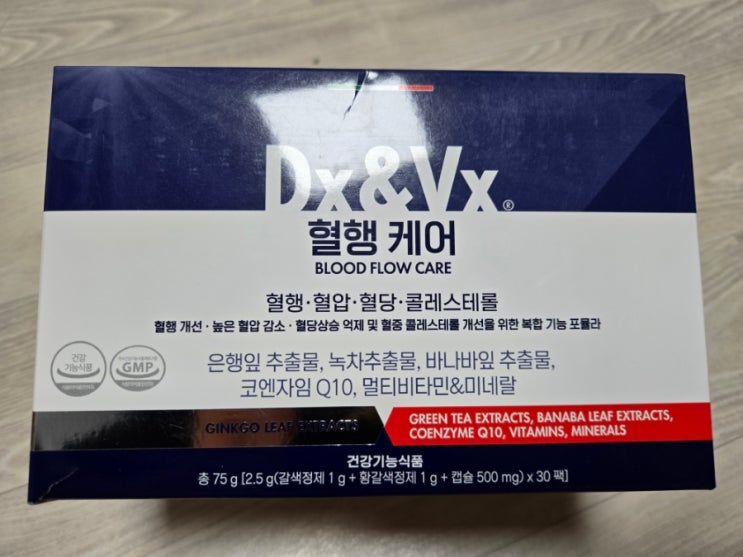 Dx&Vx®
혈행 케어
BLOOD FLOW CARE
혈행·혈압·혈당·콜레스테롤
혈행 개선 · 높은 혈압 감소 · 혈당상승 억제 및 혈중 콜레스테롤 개선을 위한 복합 기능 포뮬라
건강
기능식품
GMP
은행잎 추출물, 녹차추출물, 바나바잎 추출물,
코엔자임 Q10, 멀티비타민&미네랄
GINKGO LEAF EXTRACTS
GREEN TEA EXTRACTS, BANABA LEAF EXTRACTS,
COENZYME Q10, VITAMINS, MINERALS
건강기능식품
총 75 g [2.5 g(갈색정제 1 g + 황갈색정제 1 g + 캡슐 500 mg) x 30 팩]